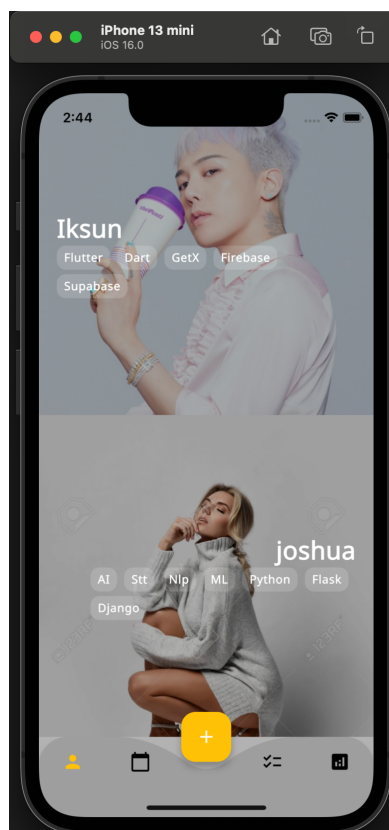 iPhone 13 mini
iOS 16.0
2:44
Iksun
Flutter Dart GetX Firebase
Supabase
joshua
AI Stt Nlp ML Python Flask
Django
+